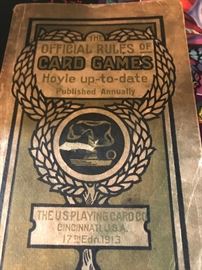 THE
OFFICIAL RULES OF
CARD GAMES
Hoyle up-to-date
Published Annually
THE U.S. PLAYING CARD CO.
CINCINNATI, U.S.A.
17th Edn. 1913